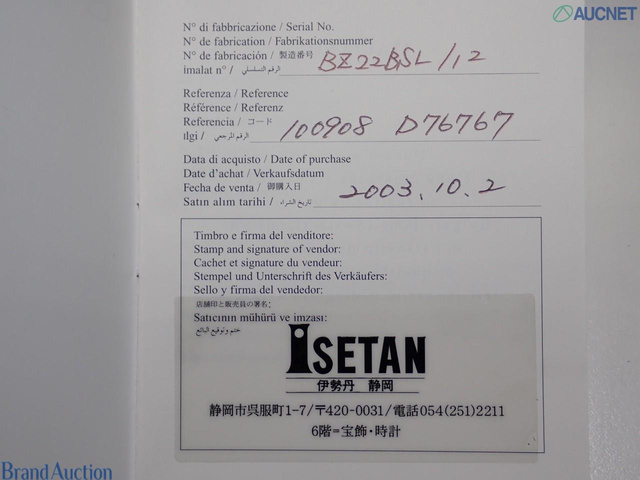 AUCNET
N° di fabbricazione / Serial No.
N° de fabrication / Fabrikationsnummer
N° de fabricación / 製造番号
imalat n° / الرقم التسلسلي BZ22BSL/12
Referenza / Reference
Référence / Referenz
Referencia / コード
ılgi / الرقم المرجعي 100908 D76767
Data di acquisto / Date of purchase
Date d'achat / Verkaufsdatum
Fecha de venta / 御購入日
Satın alim tarihi / تاريخ الشراء 2003.10.2
Timbro e firma del venditore:
Stamp and signature of vendor:
Cachet et signature du vendeur:
Stempel und Unterschrift des Verkäufers:
Sello y firma del vendedor:
店舗印と販売員の署名:
Satıcının mühürü ve imzası:
ختم وتوقيع البائع
ISETAN
伊勢丹 静岡
静岡市呉服町1-7/〒420-0031/電話054(251)2211
6階=宝飾・時計
Brand Auction